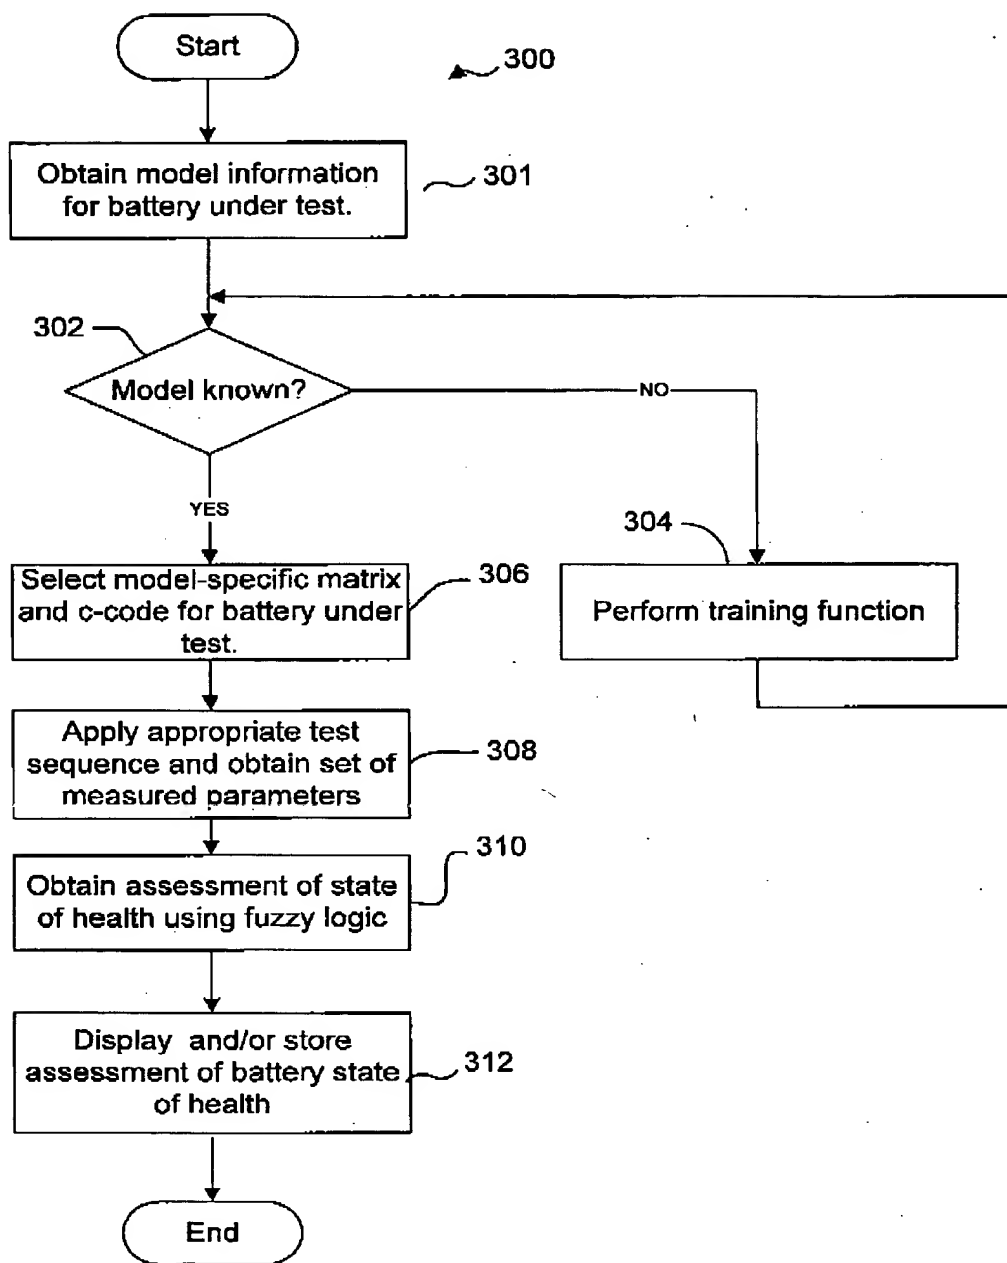 Start
300
Obtain model information
for battery under test.
301
302
Model known?
NO
YES
304
Select model-specific matrix
and c-code for battery under
test.
306
Perform training function
Apply appropriate test
sequence and obtain set of
measured parameters
308
310
Obtain assessment of state
of health using fuzzy logic
Display and/or store
assessment of battery state
of health
312
End